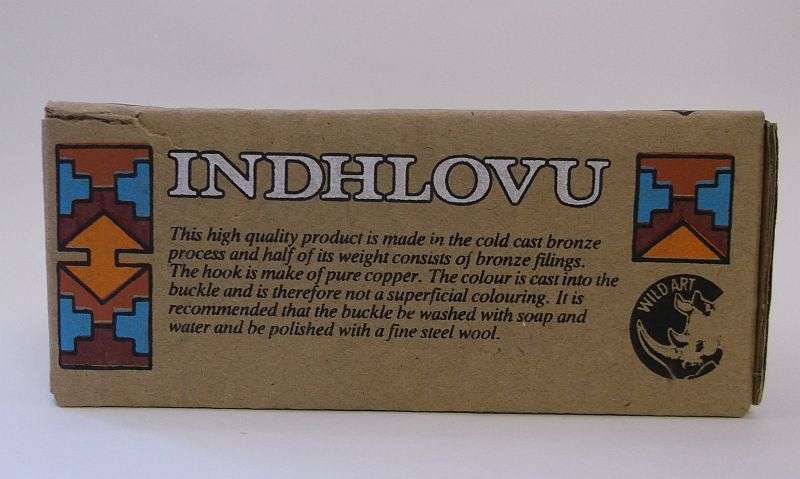 INDHLOVU
This high quality product is made in the cold cast bronze
process and half of its weight consists of bronze filings.
The hook is make of pure copper. The colour is cast into the
buckle and is therefore not a superficial colouring. It is
recommended that the buckle be washed with soap and
water and be polished with a fine steel wool.
WILD ART